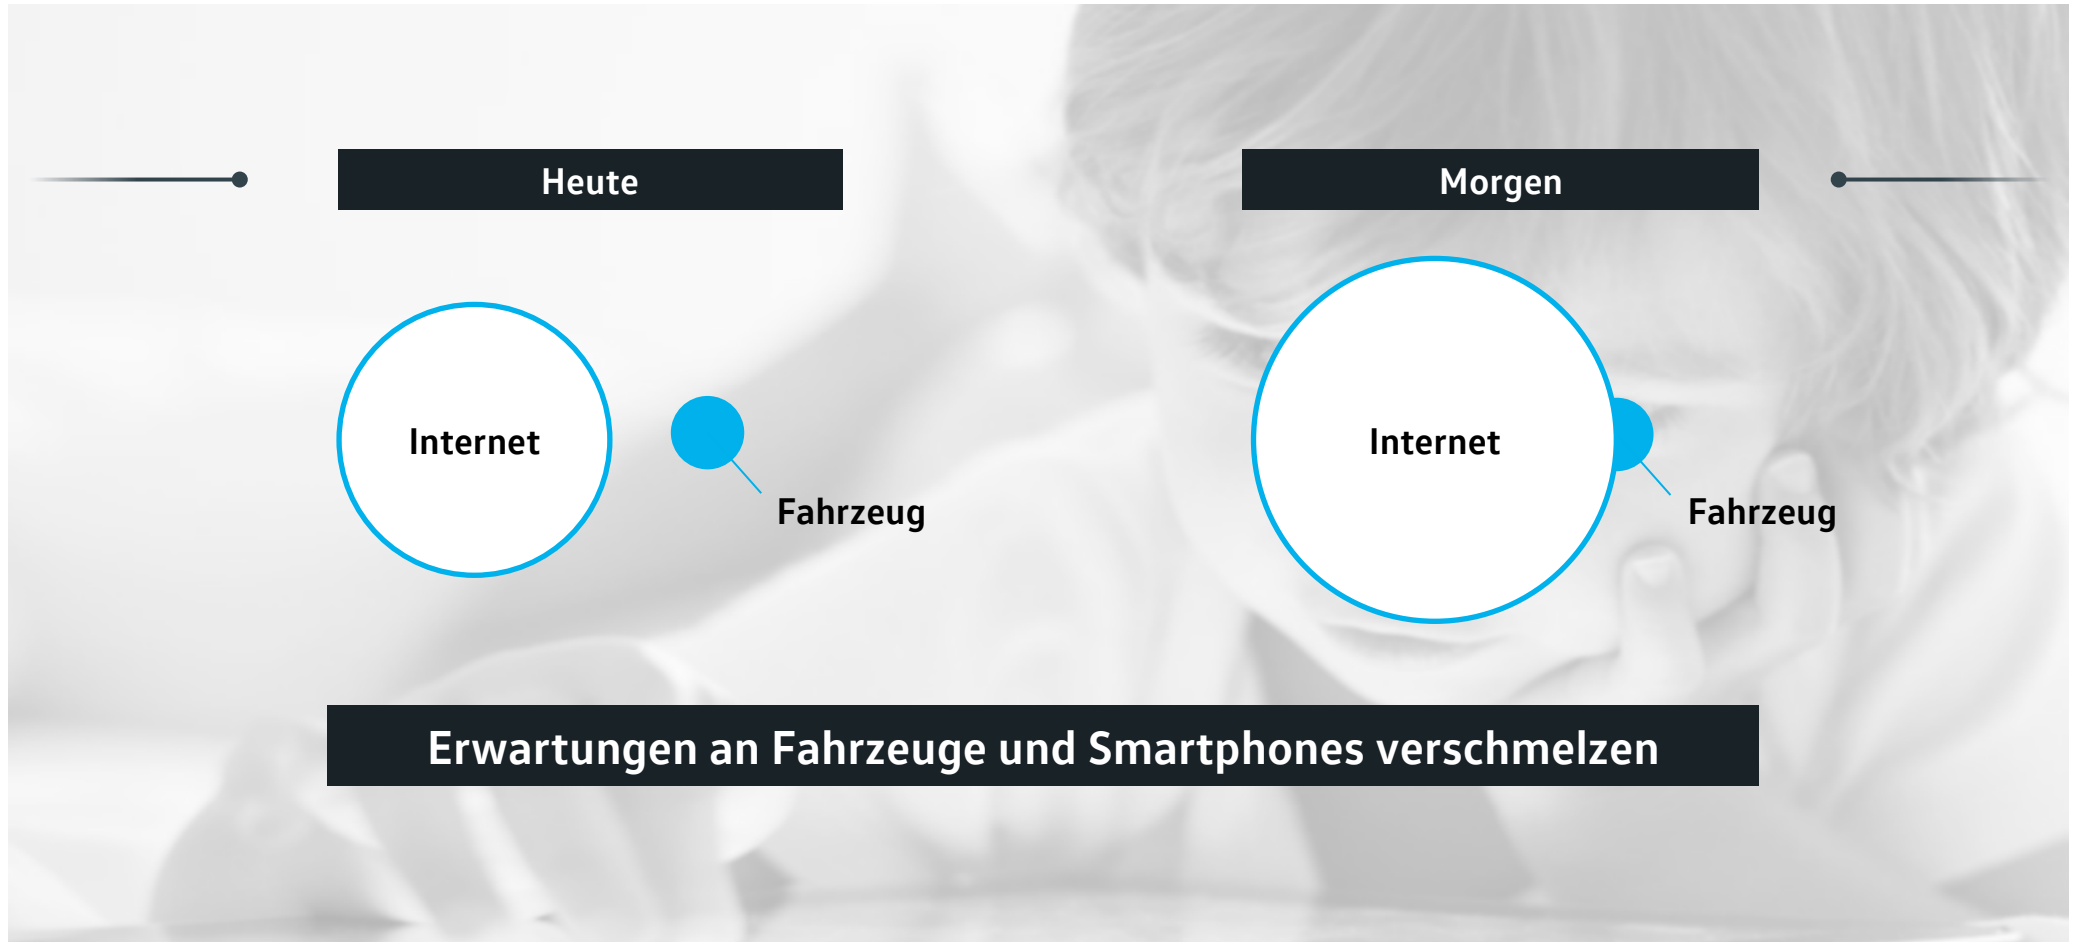 Heute
Morgen
Internet
Fahrzeug
Internet
Fahrzeug
Erwartungen an Fahrzeuge und Smartphones verschmelzen